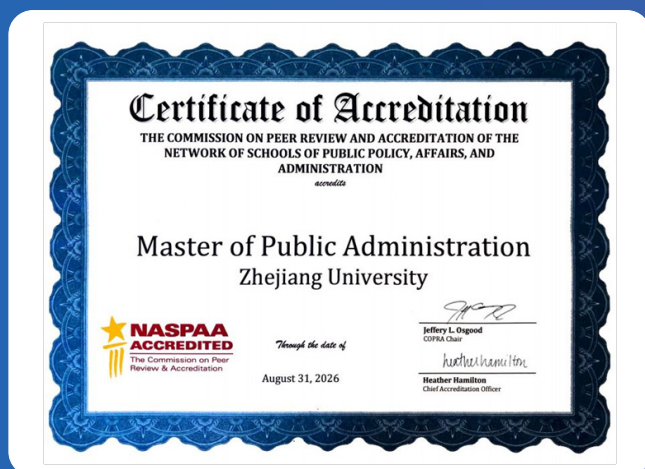 Certificate of Accreditation
THE COMMISSION ON PEER REVIEW AND ACCREDITATION OF THE
NETWORK OF SCHOOLS OF PUBLIC POLICY, AFFAIRS, AND
ADMINISTRATION
accredits
Master of Public Administration
Zhejiang University
NASPAA
ACCREDITED
The Commission on Peer
Review & Accreditation
Through the date of
August 31, 2026
Jeffery L. Osgood
COPRA Chair
heather hamilton
Heather Hamilton
Chief Accreditation Officer